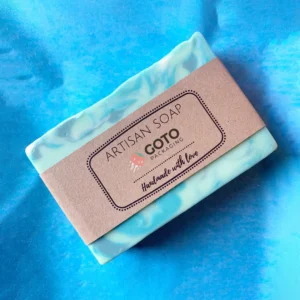 ARTISAN SOAP
GOTO
PACKAGING
Handmade with love